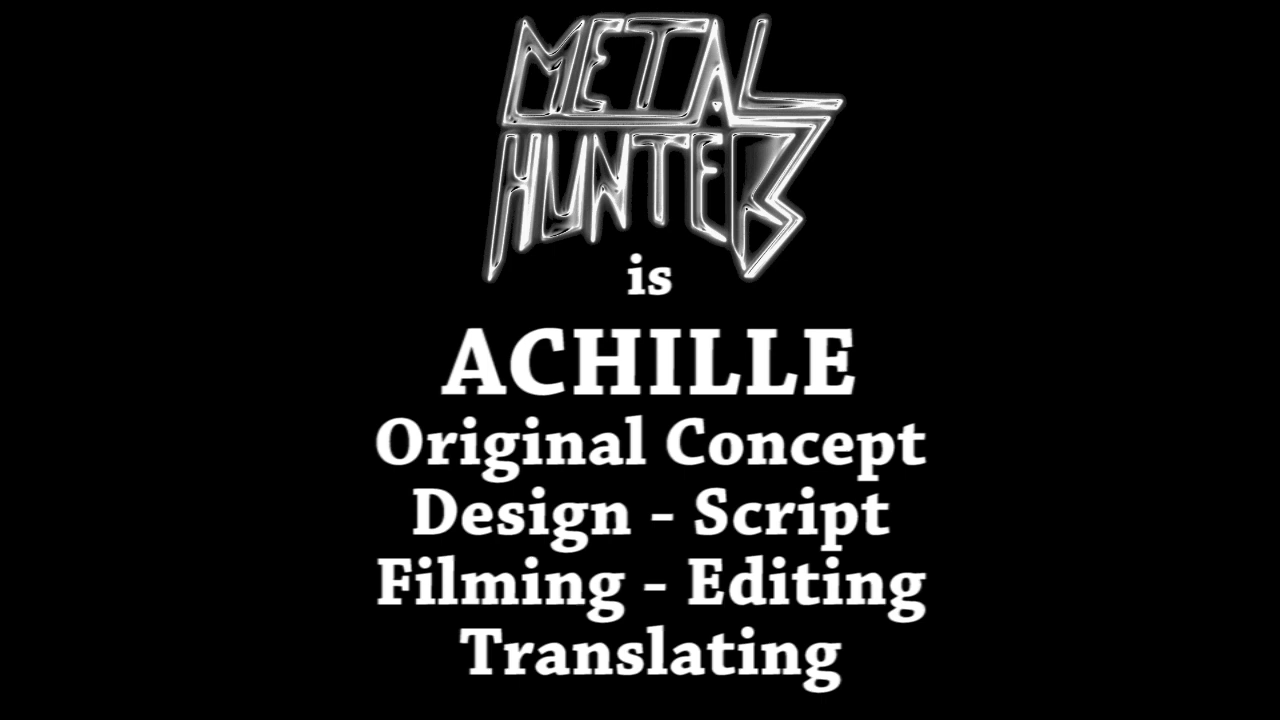 METAL
HUNTER
is
ACHILLE
Original Concept
Design - Script
Filming - Editing
Translating